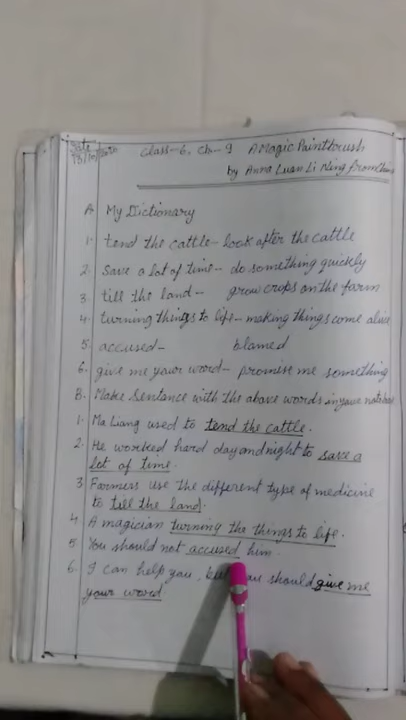 Date
Class-6, Ch-9 A Magic Paintbrush
by Anna Luan Li Ning from China
A. My Dictionary
1. tend the cattle- look after the cattle
2. save a lot of time- do something quickly
3. till the land- grow crops on the farm
4. turning things to life- making things come alive
5. accused- blamed
6. give me your word- promise me something
B. Make Sentence with the above words in your notebook
1. Ma Liang used to tend the cattle.
2. He worked hard day and night to save a
lot of time.
3 Farmers use the different type of medicine
to till the land.
4. A magician turning the things to life.
5. You should not accused him.
6. I can help you, but you should give me
your word